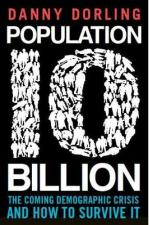 DANNY DORLING
POPULATION
10
BILLION
THE COMING DEMOGRAPHIC CRISIS
AND HOW TO SURVIVE IT